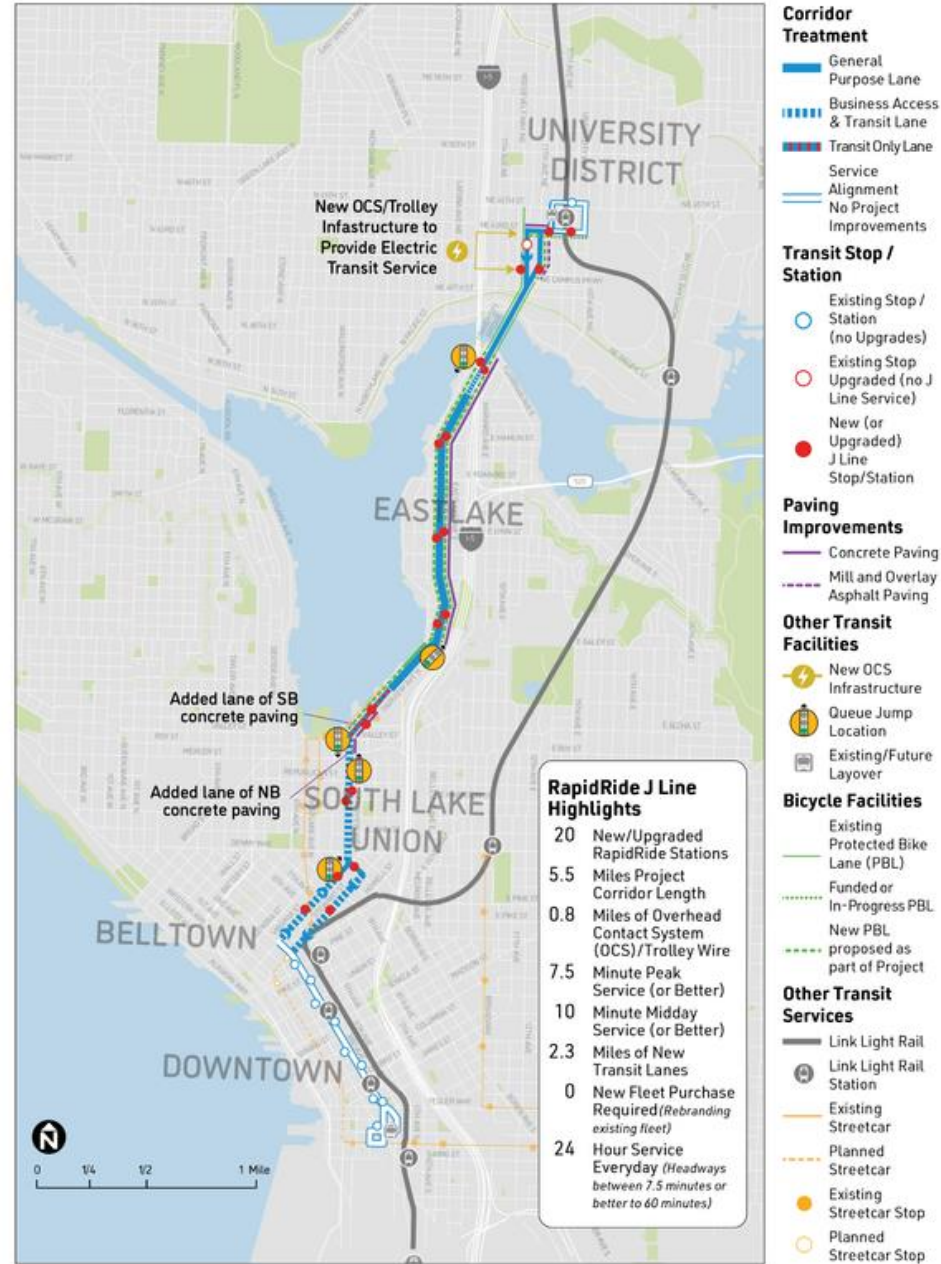 UNIVERSITY
DISTRICT
New OCS/Trolley
Infastructure to
Provide Electric
Transit Service
I-5
520
EASTLAKE
I-5
Added lane of SB
concrete paving
VALLEY ST
Added lane of NB
concrete paving
SOUTH LAKE
UNION
BELLTOWN
DOWNTOWN
N
0 1/4 1/2 1 Mile
RapidRide J Line
Highlights
20 New/Upgraded
RapidRide Stations
5.5 Miles Project
Corridor Length
0.8 Miles of Overhead
Contact System
(OCS)/Trolley Wire
7.5 Minute Peak
Service (or Better)
10 Minute Midday
Service (or Better)
2.3 Miles of New
Transit Lanes
0 New Fleet Purchase
Required (Rebranding
existing fleet)
24 Hour Service
Everyday (Headways
between 7.5 minutes or
better to 60 minutes)
Corridor
Treatment
General
Purpose Lane
Business Access
& Transit Lane
Transit Only Lane
Service
Alignment
No Project
Improvements
Transit Stop /
Station
Existing Stop /
Station
(no Upgrades)
Existing Stop
Upgraded (no J
Line Service)
New (or
Upgraded)
J Line
Stop/Station
Paving
Improvements
Concrete Paving
Mill and Overlay
Asphalt Paving
Other Transit
Facilities
New OCS
Infrastructure
Queue Jump
Location
Existing/Future
Layover
Bicycle Facilities
Existing
Protected Bike
Lane (PBL)
Funded or
In-Progress PBL
New PBL
proposed as
part of Project
Other Transit
Services
Link Light Rail
Link Light Rail
Station
Existing
Streetcar
Planned
Streetcar
Existing
Streetcar Stop
Planned
Streetcar Stop